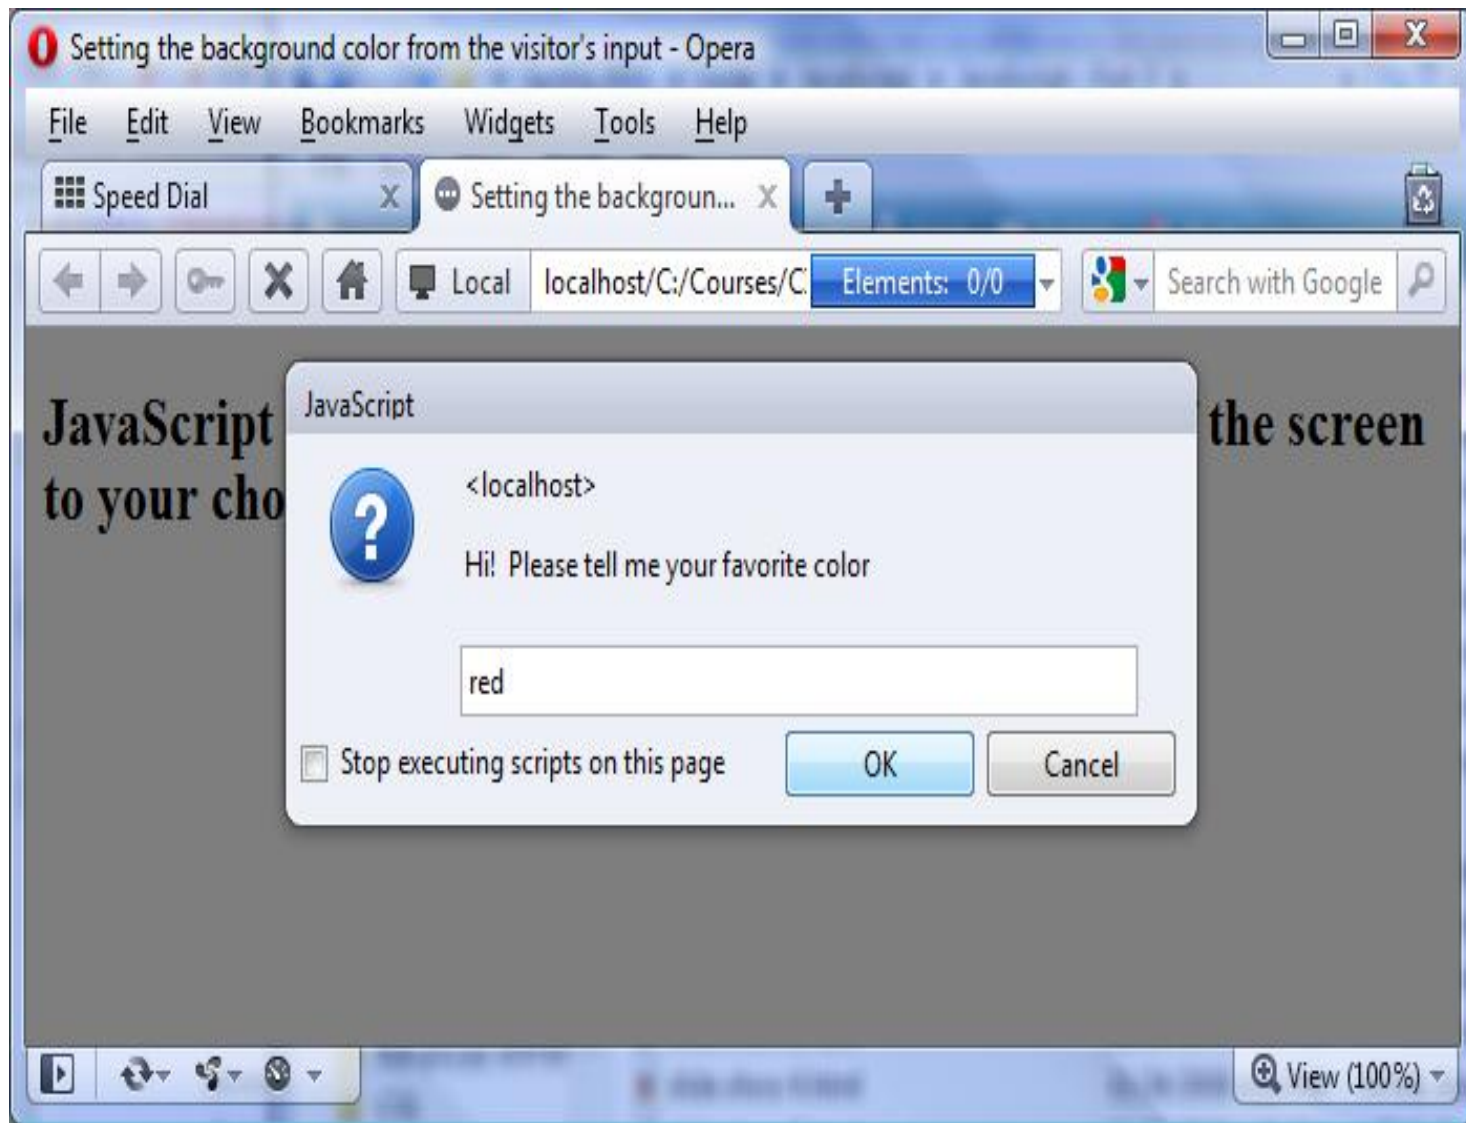 Setting the background color from the visitor's input - Opera
File Edit View Bookmarks Widgets Tools Help
Speed Dial
Setting the backgroun...
Local localhost/C:/Courses/C Elements: 0/0 Search with Google
JavaScript
JavaScript the screen
to your cho
<localhost>
Hi! Please tell me your favorite color
red
Stop executing scripts on this page OK Cancel
View (100%)